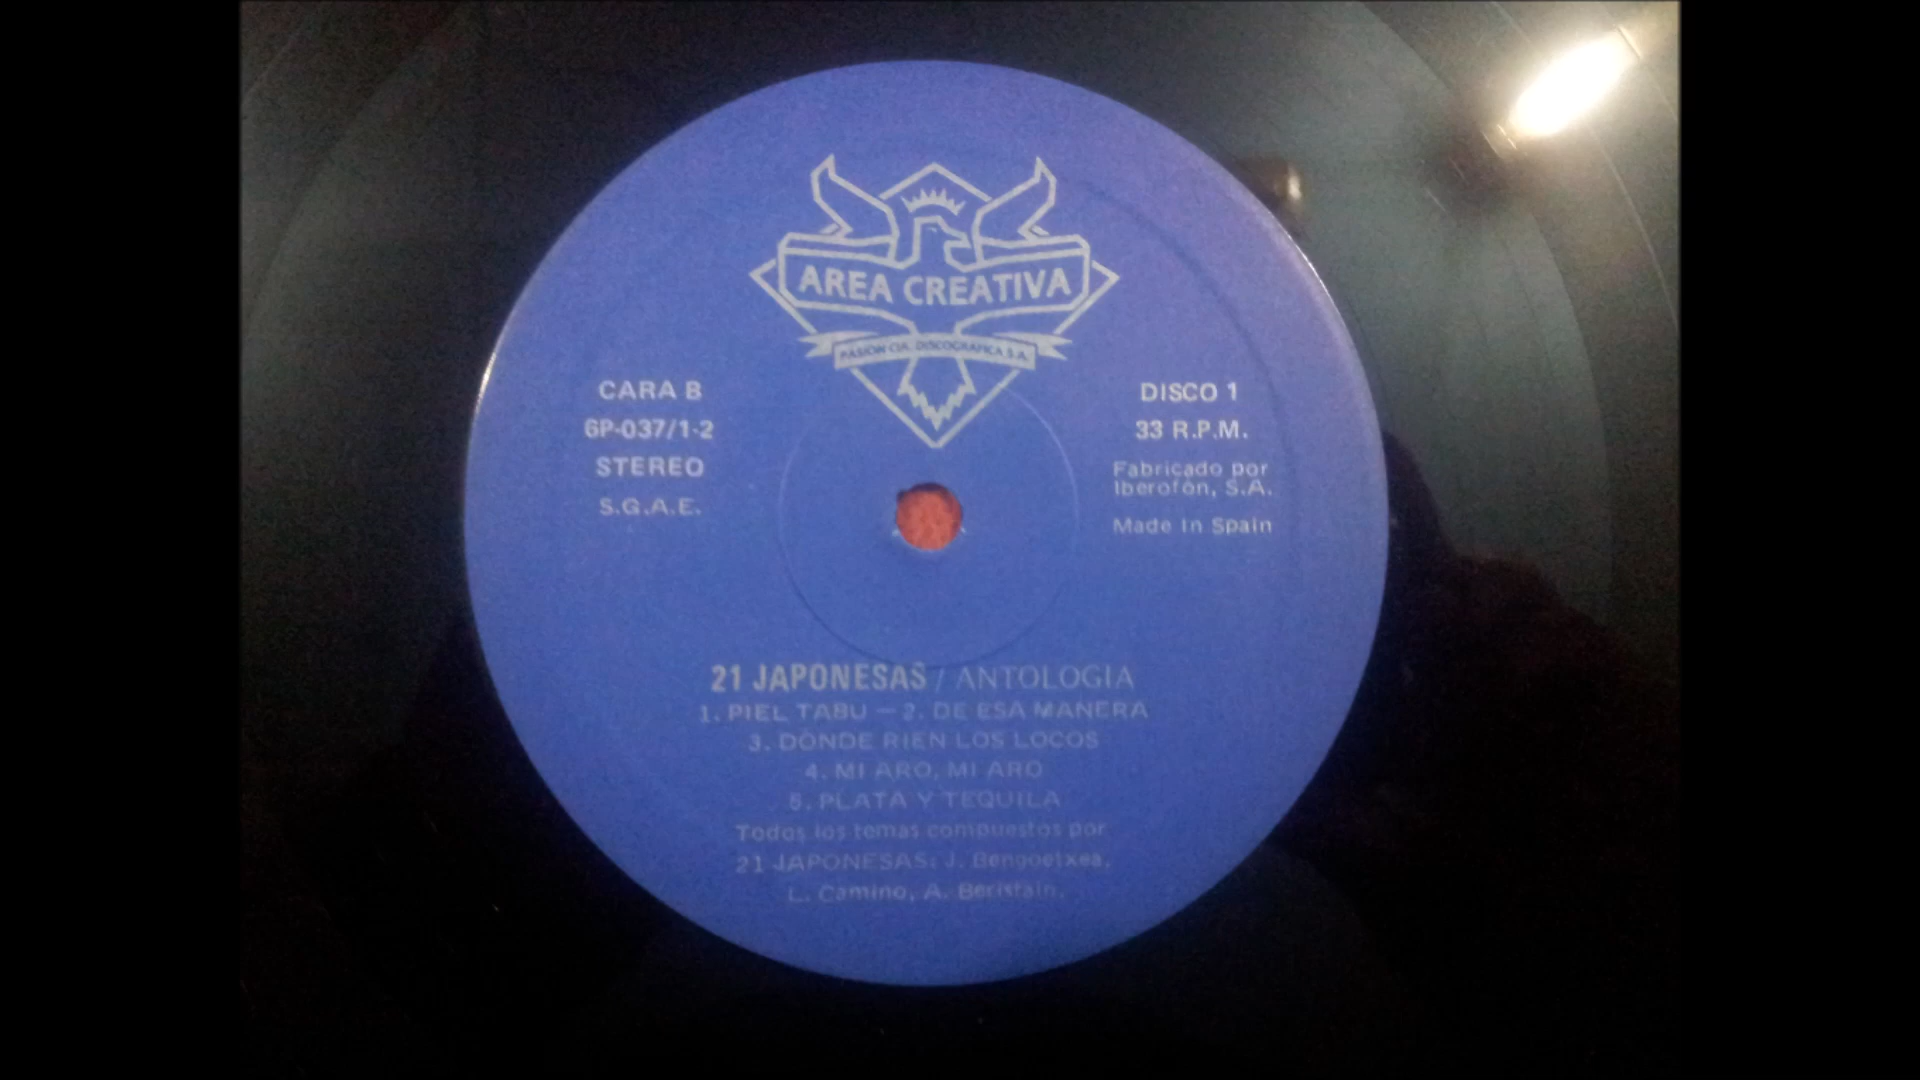 AREA CREATIVA
PASION CIA. DISCOGRAFICA S.A.
CARA B
GP-037/1-2
STEREO
S.G.A.E.
DISCO 1
33 R.P.M.
Fabricado por
Iberofón, S.A.
Made in Spain
21 JAPONESAS / ANTOLOGIA
1. PIEL TABU — 2. DE ESA MANERA
3. DONDE RIEN LOS LOCOS
4. MI ARO, MI ARO
5. PLATA Y TEQUILA
Todos los temas compuestos por
21 JAPONESAS: J. Bengoetxea,
L. Camino, A. Beristain.